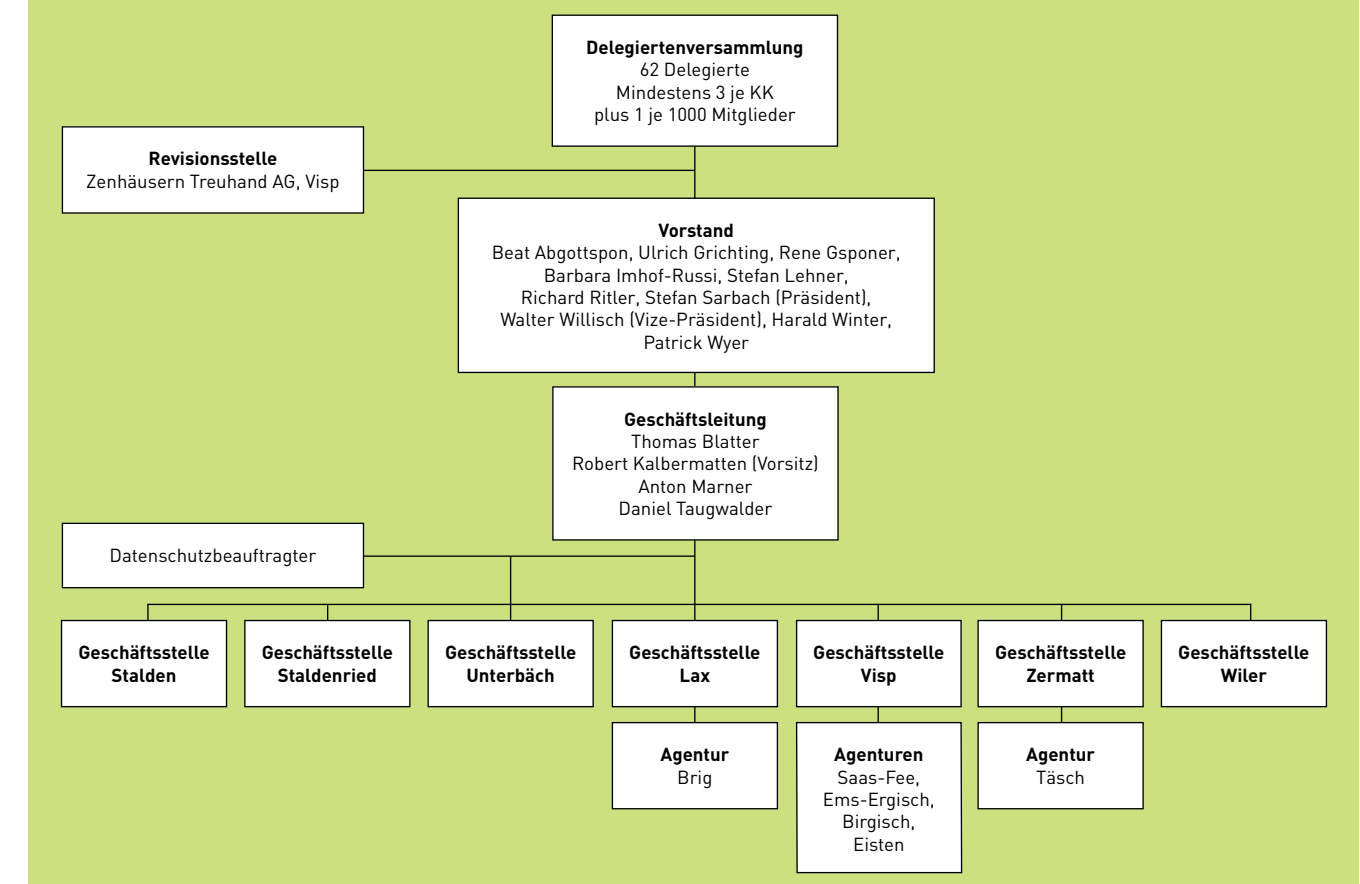 Delegiertenversammlung
62 Delegierte
Mindestens 3 je KK
plus 1 je 1000 Mitglieder
Revisionsstelle
Zenhäusern Treuhand AG, Visp
Vorstand
Beat Abgottspon, Ulrich Grichting, Rene Gsponer,
Barbara Imhof-Russi, Stefan Lehner,
Richard Ritler, Stefan Sarbach (Präsident),
Walter Willisch (Vize-Präsident), Harald Winter,
Patrick Wyer
Geschäftsleitung
Thomas Blatter
Robert Kalbermatten (Vorsitz)
Anton Marner
Daniel Taugwalder
Datenschutzbeauftragter
Geschäftsstelle
Stalden
Geschäftsstelle
Staldenried
Geschäftsstelle
Unterbäch
Geschäftsstelle
Lax
Geschäftsstelle
Visp
Geschäftsstelle
Zermatt
Geschäftsstelle
Wiler
Agentur
Brig
Agenturen
Saas-Fee,
Ems-Ergisch,
Birgisch,
Eisten
Agentur
Täsch